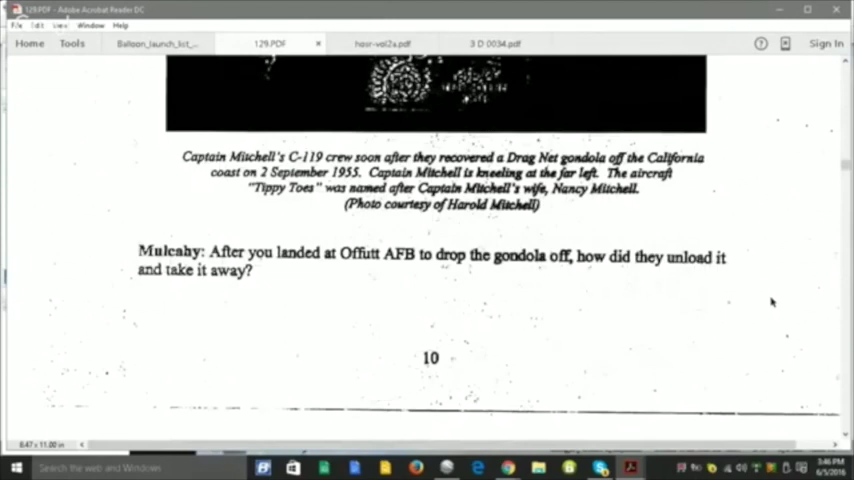 129.PDF - Adobe Acrobat Reader DC
File Edit View Window Help
Home Tools Balloon_launch_list_... 129.PDF × hasr-vol2a.pdf 3 D 0034.pdf Sign In
Captain Mitchell's C-119 crew soon after they recovered a Drag Net gondola off the California
coast on 2 September 1955. Captain Mitchell is kneeling at the far left. The aircraft
"Tippy Toes" was named after Captain Mitchell's wife, Nancy Mitchell.
(Photo courtesy of Harold Mitchell)
Mulcahy: After you landed at Offutt AFB to drop the gondola off, how did they unload it
and take it away?
10
8.47 x 11.00 in
Search the web and Windows
3:46 PM
6/5/2016